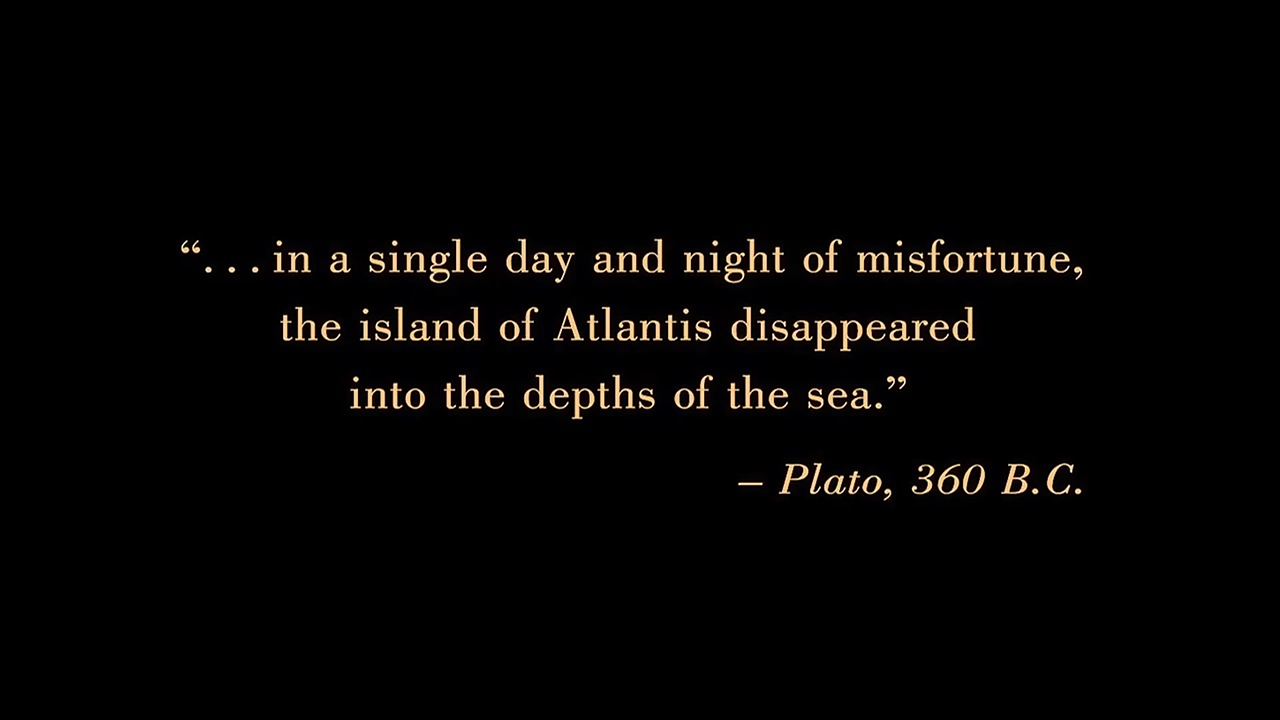 “. . . in a single day and night of misfortune,
the island of Atlantis disappeared
into the depths of the sea.”
– Plato, 360 B.C.